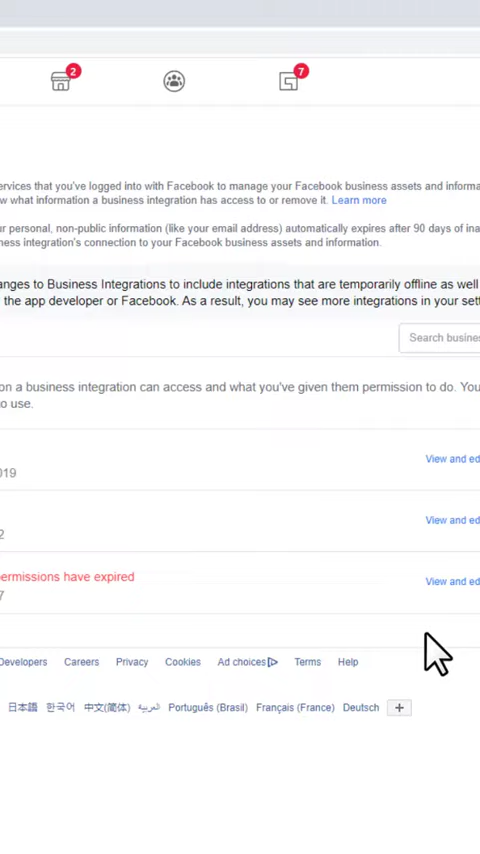 2
7
ervices that you've logged into with Facebook to manage your Facebook business assets and informa
w what information a business integration has access to or remove it. Learn more
ur personal, non-public information (like your email address) automatically expires after 90 days of ina
ness integration's connection to your Facebook business assets and information.
anges to Business Integrations to include integrations that are temporarily offline as well
the app developer or Facebook. As a result, you may see more integrations in your sett
Search busine
on a business integration can access and what you've given them permission to do. You
o use.
View and ed
019
View and ed
2
ermissions have expired
View and ed
7
Developers Careers Privacy Cookies Ad choices Terms Help
日本語 한국어 中文(简体) العربية Português (Brasil) Français (France) Deutsch +